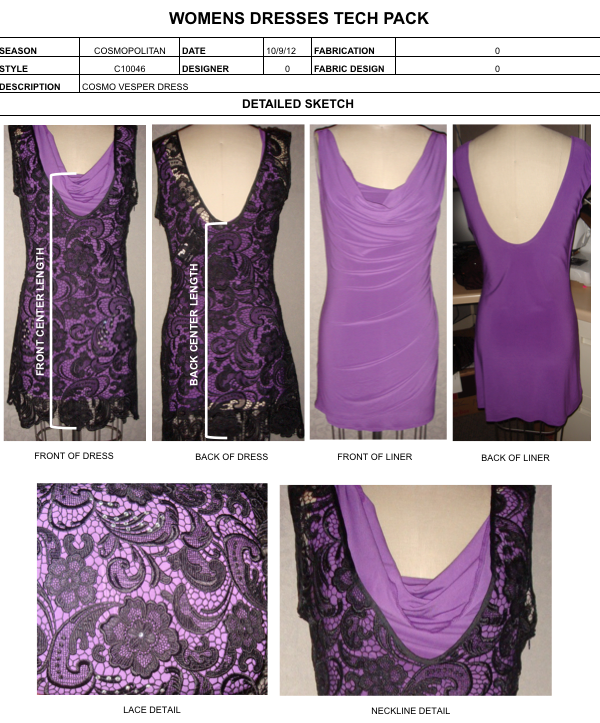 WOMENS DRESSES TECH PACK
SEASON COSMOPOLITAN DATE 10/9/12 FABRICATION 0
STYLE C10046 DESIGNER 0 FABRIC DESIGN 0
DESCRIPTION COSMO VESPER DRESS
DETAILED SKETCH
FRONT CENTER LENGTH
BACK CENTER LENGTH
FRONT OF DRESS
BACK OF DRESS
FRONT OF LINER
BACK OF LINER
LACE DETAIL
NECKLINE DETAIL